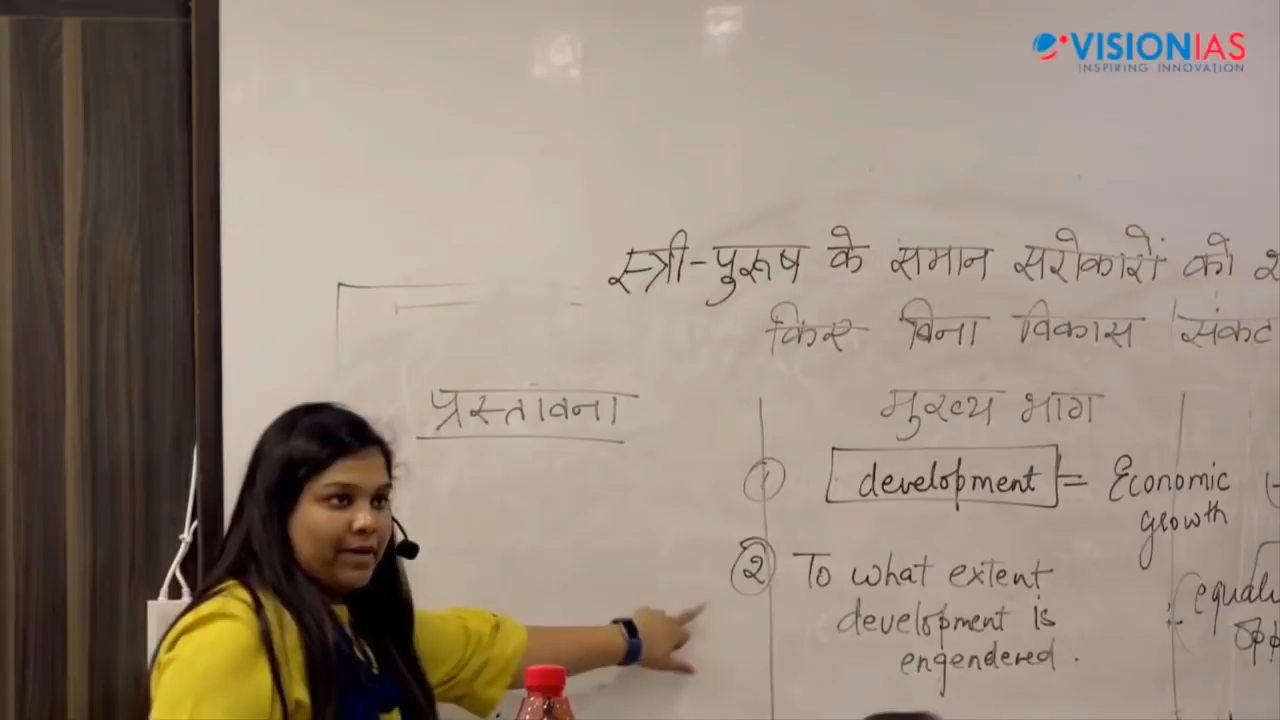 VISIONIAS
INSPIRING INNOVATION
स्त्री-पुरूष के समान सरोकारों को
किए बिना विकास संकट
प्रस्तावना
मुख्य भाग
① development = Economic
growth
② To what extent
development is
engendered.